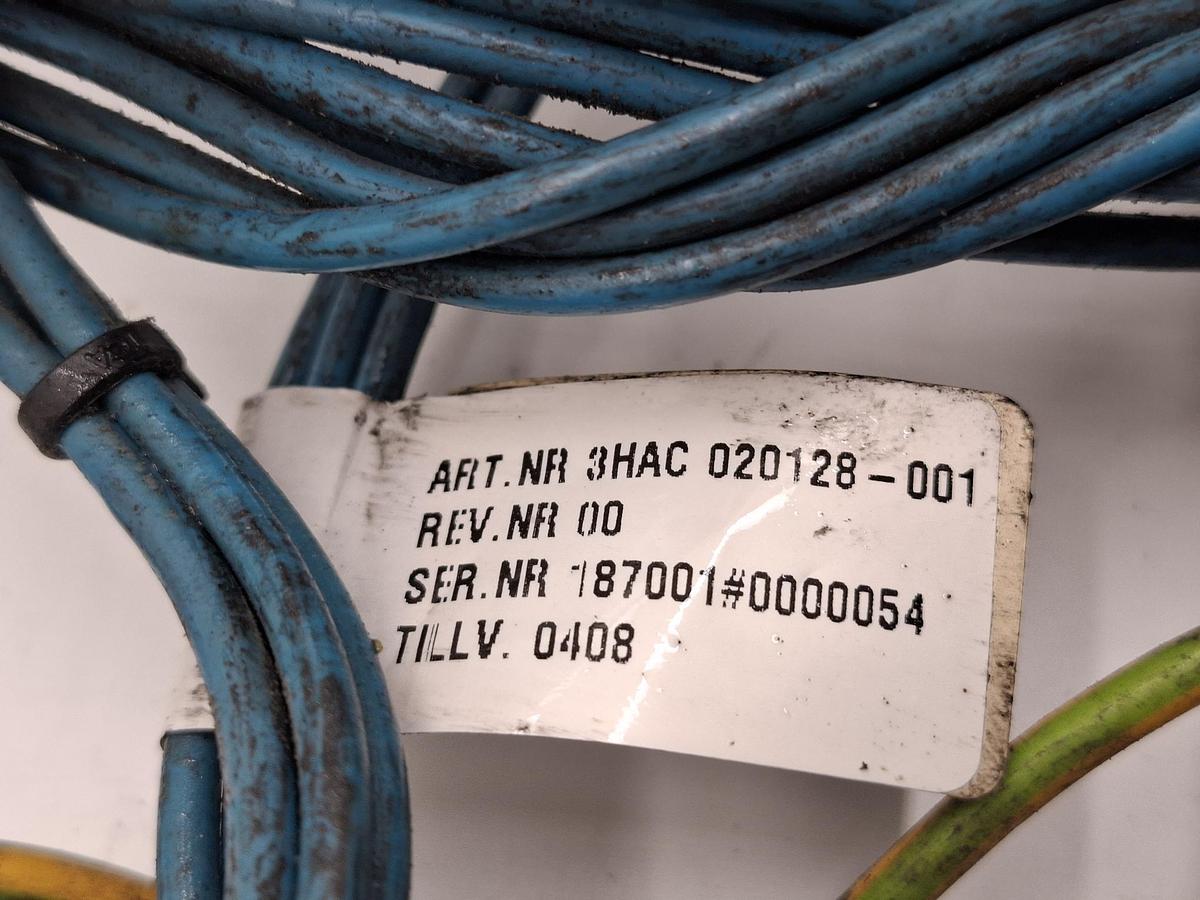 ART.NR 3HAC 020128-001
REV.NR 00
SER.NR 187001#0000054
TILLV. 0408